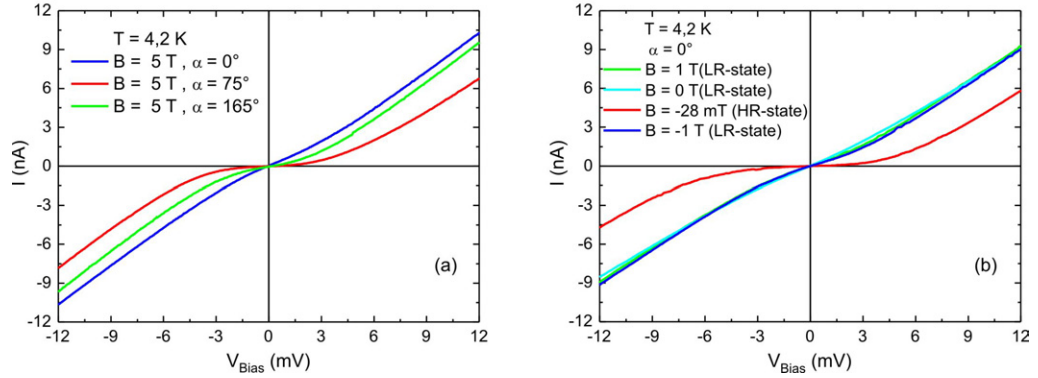 12
9
6
3
0
-3
-6
-9
-12
I (nA)
T = 4,2 K
B = 5 T , α = 0°
B = 5 T , α = 75°
B = 5 T , α = 165°
(a)
-12 -9 -6 -3 0 3 6 9 12
V_Bias (mV)
12
9
6
3
0
-3
-6
-9
-12
I (nA)
T = 4,2 K
α = 0°
B = 1 T(LR-state)
B = 0 T(LR-state)
B = -28 mT (HR-state)
B = -1 T (LR-state)
(b)
-12 -9 -6 -3 0 3 6 9 12
V_Bias (mV)